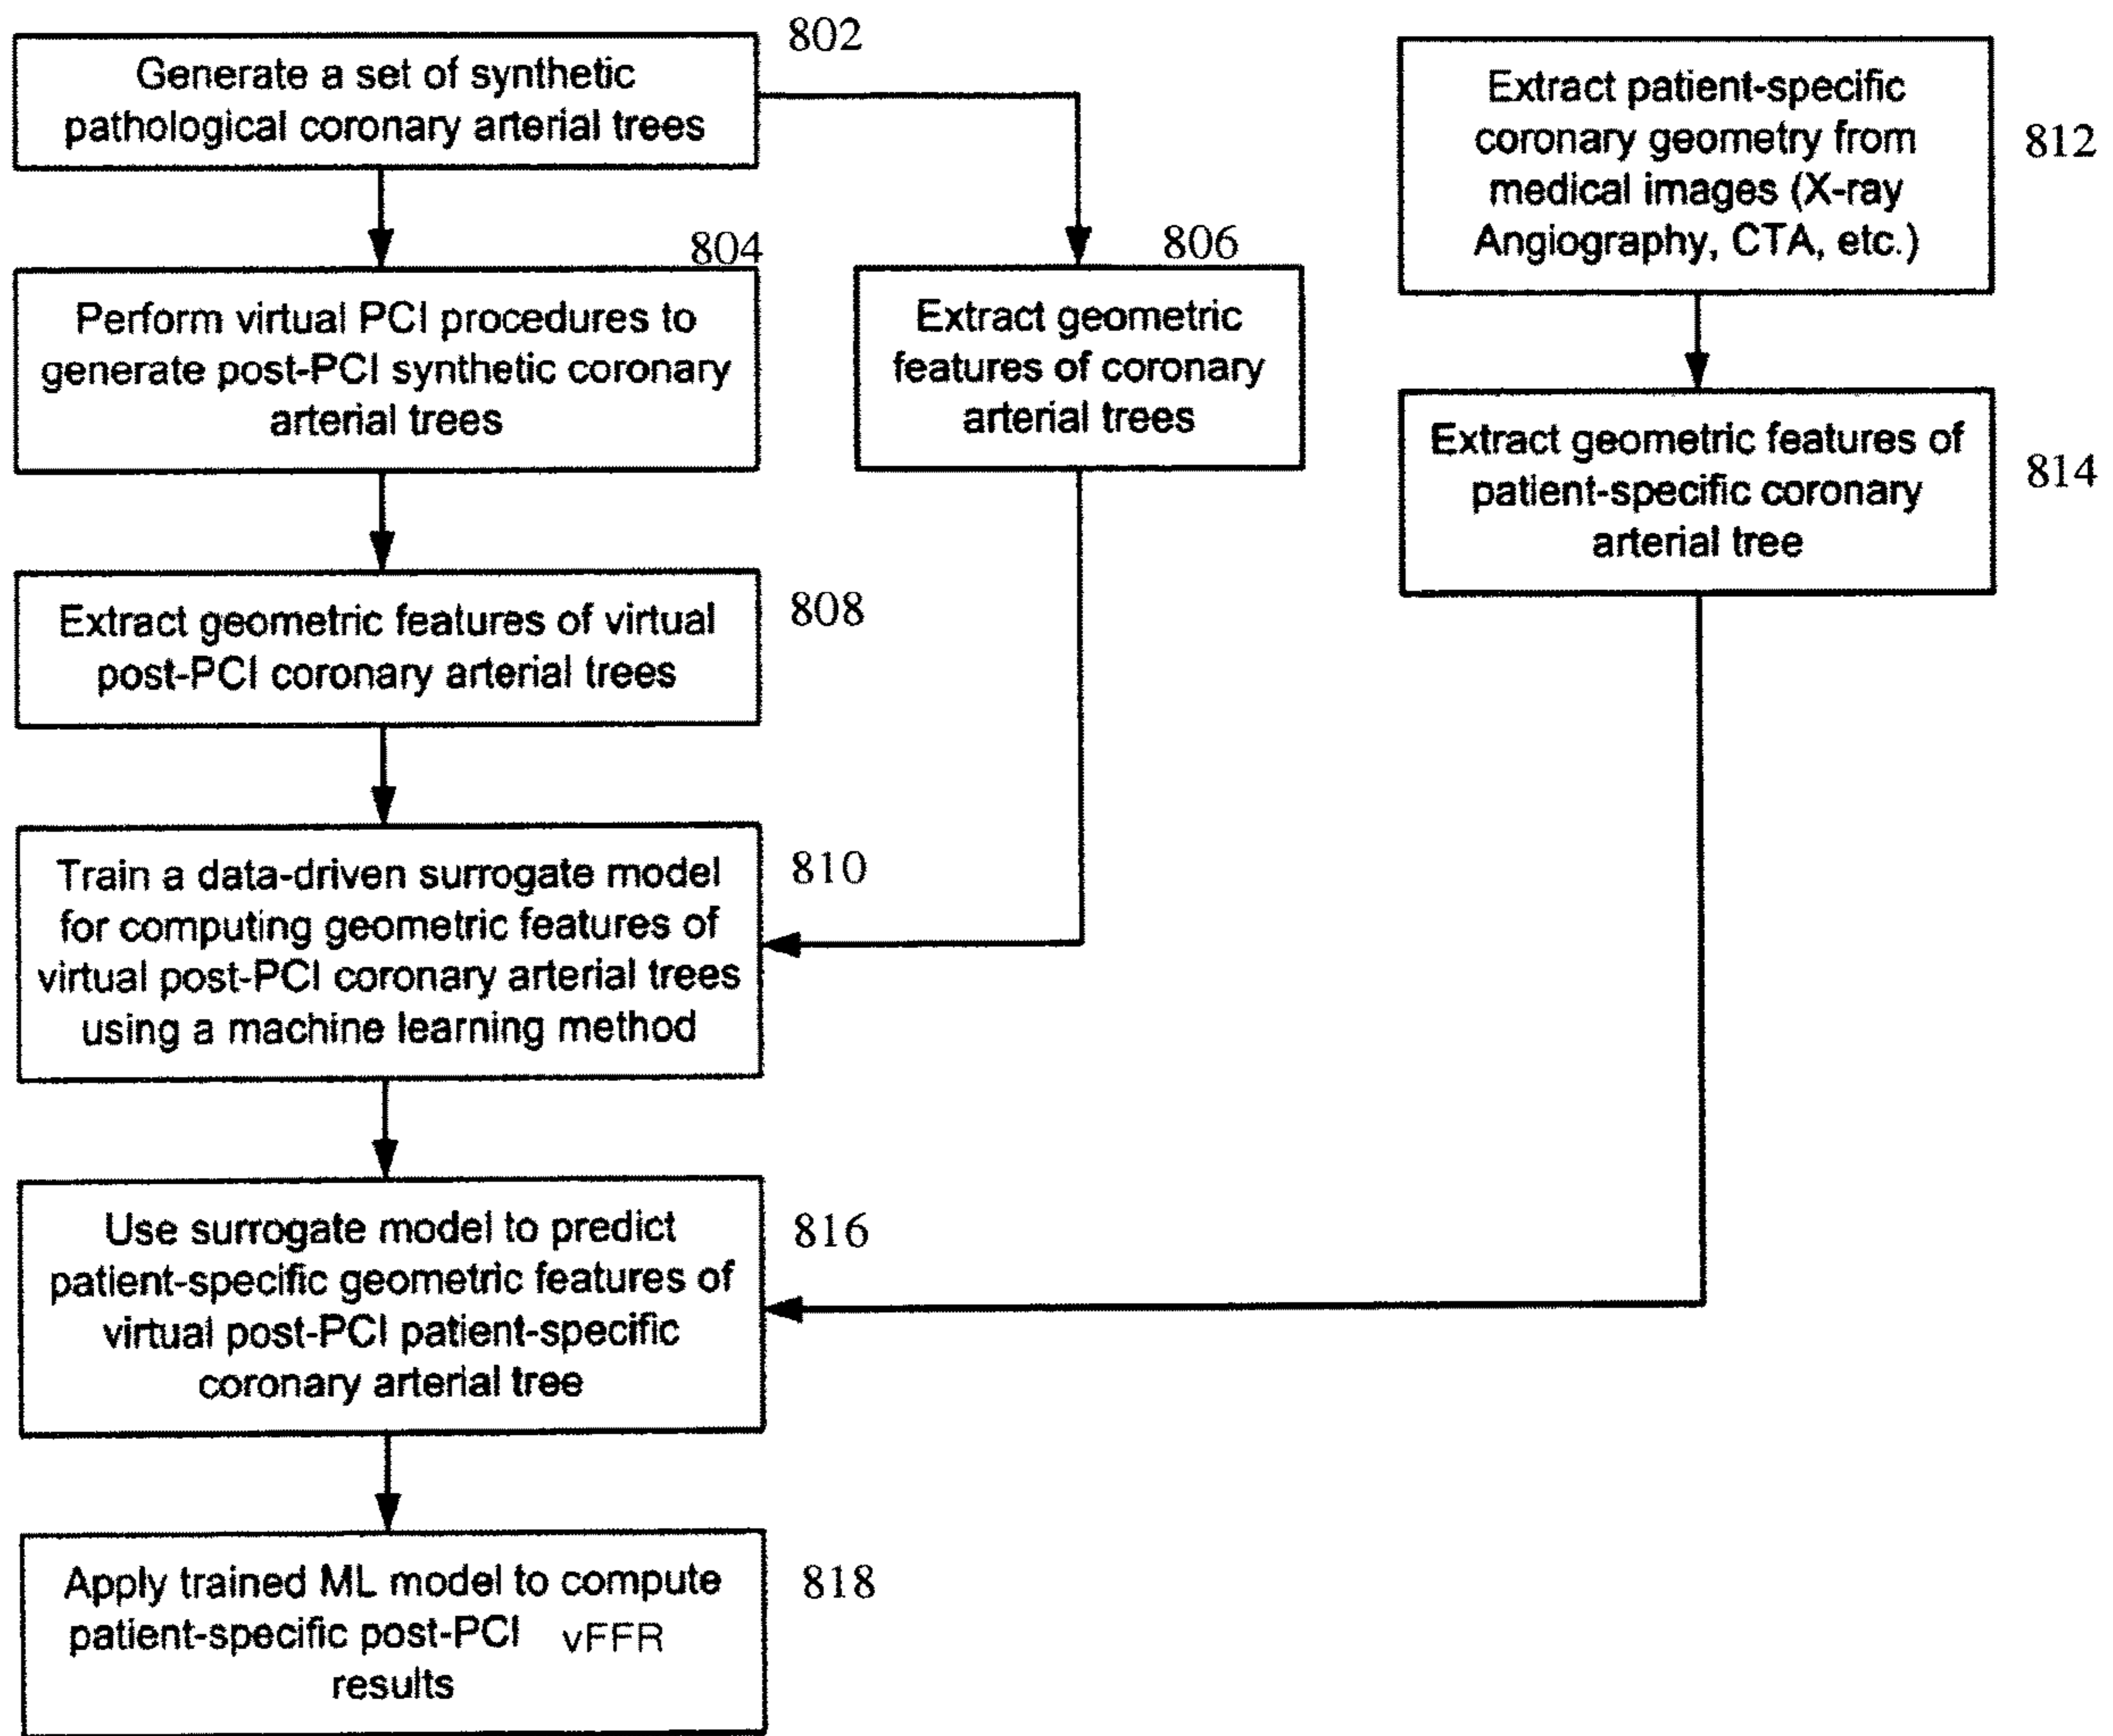 802
Generate a set of synthetic
pathological coronary arterial trees
804
Perform virtual PCI procedures to
generate post-PCI synthetic coronary
arterial trees
806
Extract geometric
features of coronary
arterial trees
808
Extract geometric features of virtual
post-PCI coronary arterial trees
810
Train a data-driven surrogate model
for computing geometric features of
virtual post-PCI coronary arterial trees
using a machine learning method
812
Extract patient-specific
coronary geometry from
medical images (X-ray
Angiography, CTA, etc.)
814
Extract geometric features of
patient-specific coronary
arterial tree
816
Use surrogate model to predict
patient-specific geometric features of
virtual post-PCI patient-specific
coronary arterial tree
818
Apply trained ML model to compute
patient-specific post-PCI vFFR
results